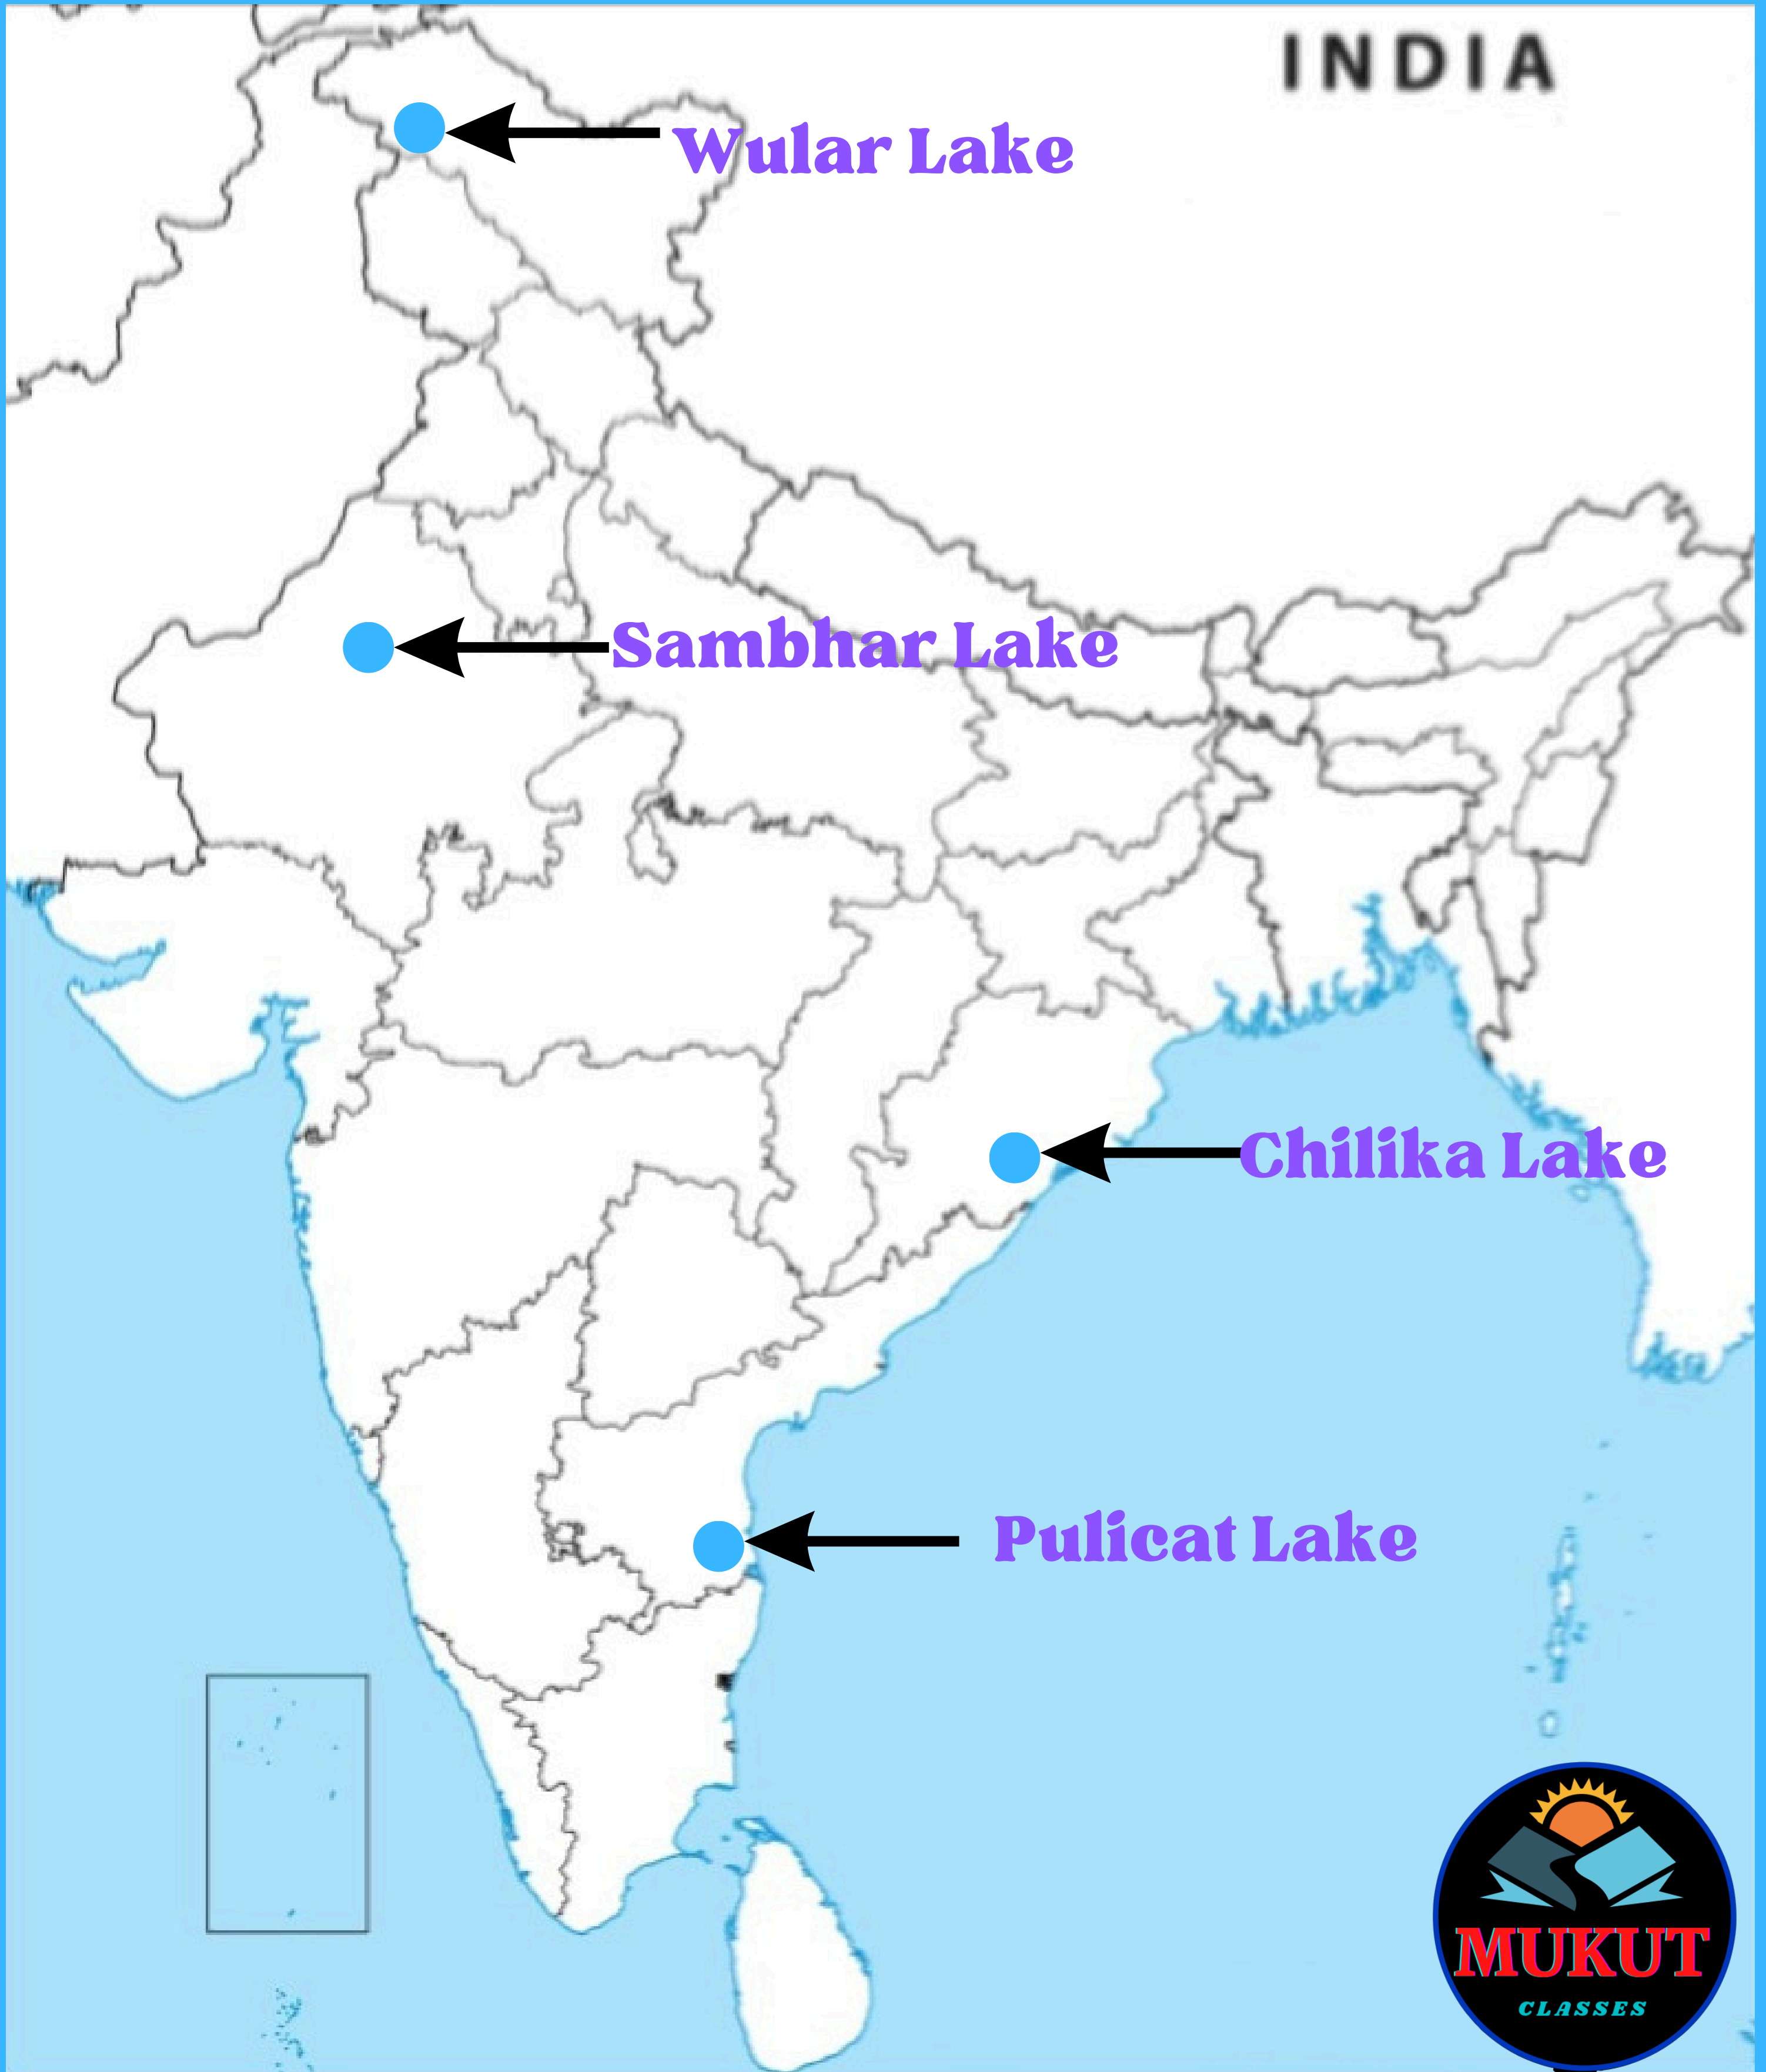 INDIA
Wular Lake
Sambhar Lake
Chilika Lake
Pulicat Lake
MUKUT
CLASSES